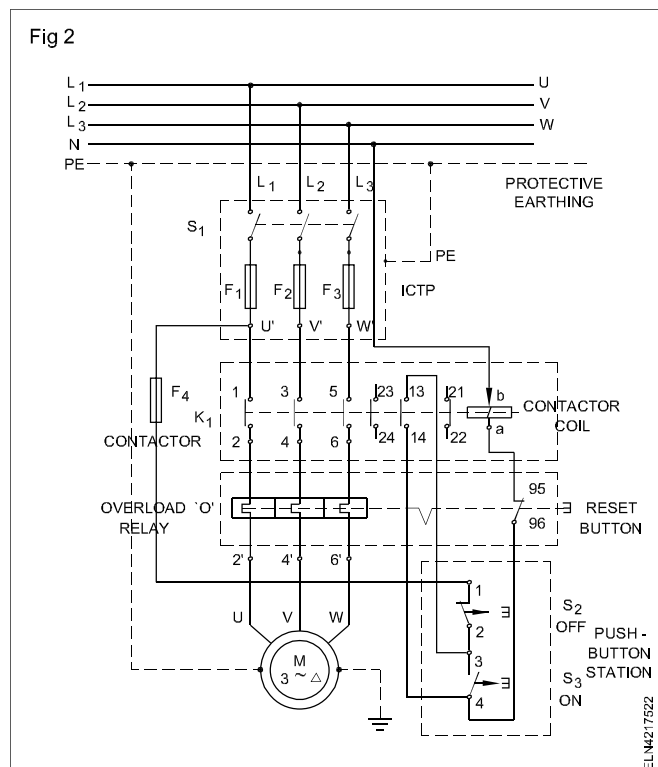 Fig 2
L1 U
L2 V
L3 W
N
PE
L1 L2 L3
PROTECTIVE
EARTHING
S1
PE
F1 F2 F3
ICTP
U' V' W'
F4
1 3 5 23 13 21 b
K1
CONTACTOR
COIL
CONTACTOR
2 4 6 24 14 22 a
95
OVERLOAD `O'
RELAY
RESET
BUTTON
96
2' 4' 6'
1
U V W
S2
OFF
2
PUSH -
BUTTON
STATION
M
3 ~ △
3
S3
ON
4
ELN4217522